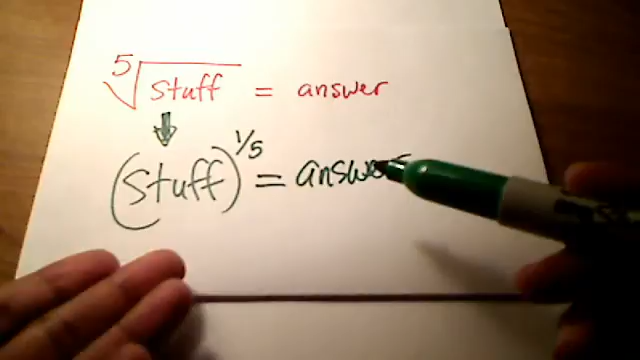 ⁵√stuff = answer
(stuff)^1/5 = answer